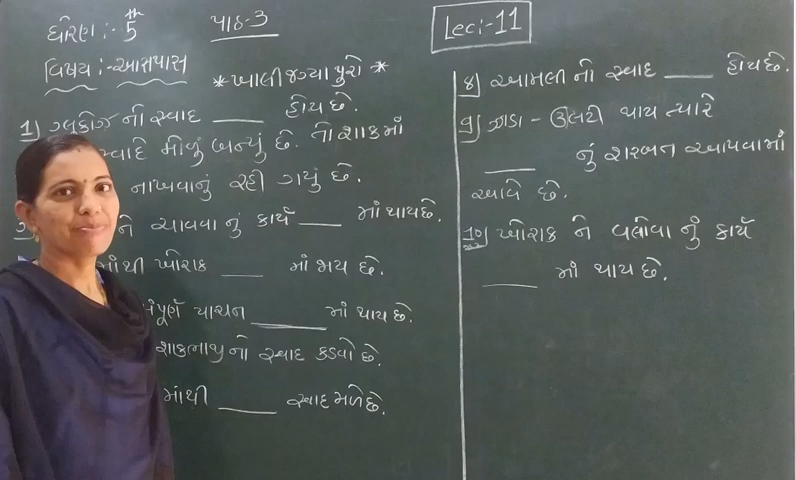 ધોરણ :- 5th
પાઠ-3
Lec:-11
વિષય :- આસપાસ
* ખાલી જગ્યા પુરો *
1) ગ્લુકોઝ નો સ્વાદ ____ હોય છે.
સ્વાદે મીળું બન્યું છે. તો શાકમાં
નાખવાનું રહી ગયું છે.
ને ચાવવા નું કાર્ય ____ માં થાય છે.
માંથી ખોરાક ____ માં જાય છે.
સંપૂર્ણ પાચન ____ માં થાય છે.
શાકભાજી નો સ્વાદ કડવો છે.
માંથી ____ સ્વાદ મળે છે.
8) આમલી નો સ્વાદ ____ હોય છે.
9) ઝાડા - ઉલટી થાય ત્યારે
____ નું શરબત આપવામાં
આવે છે.
10) ખોરાક ને વલોવા નું કાર્ય
____ માં થાય છે.